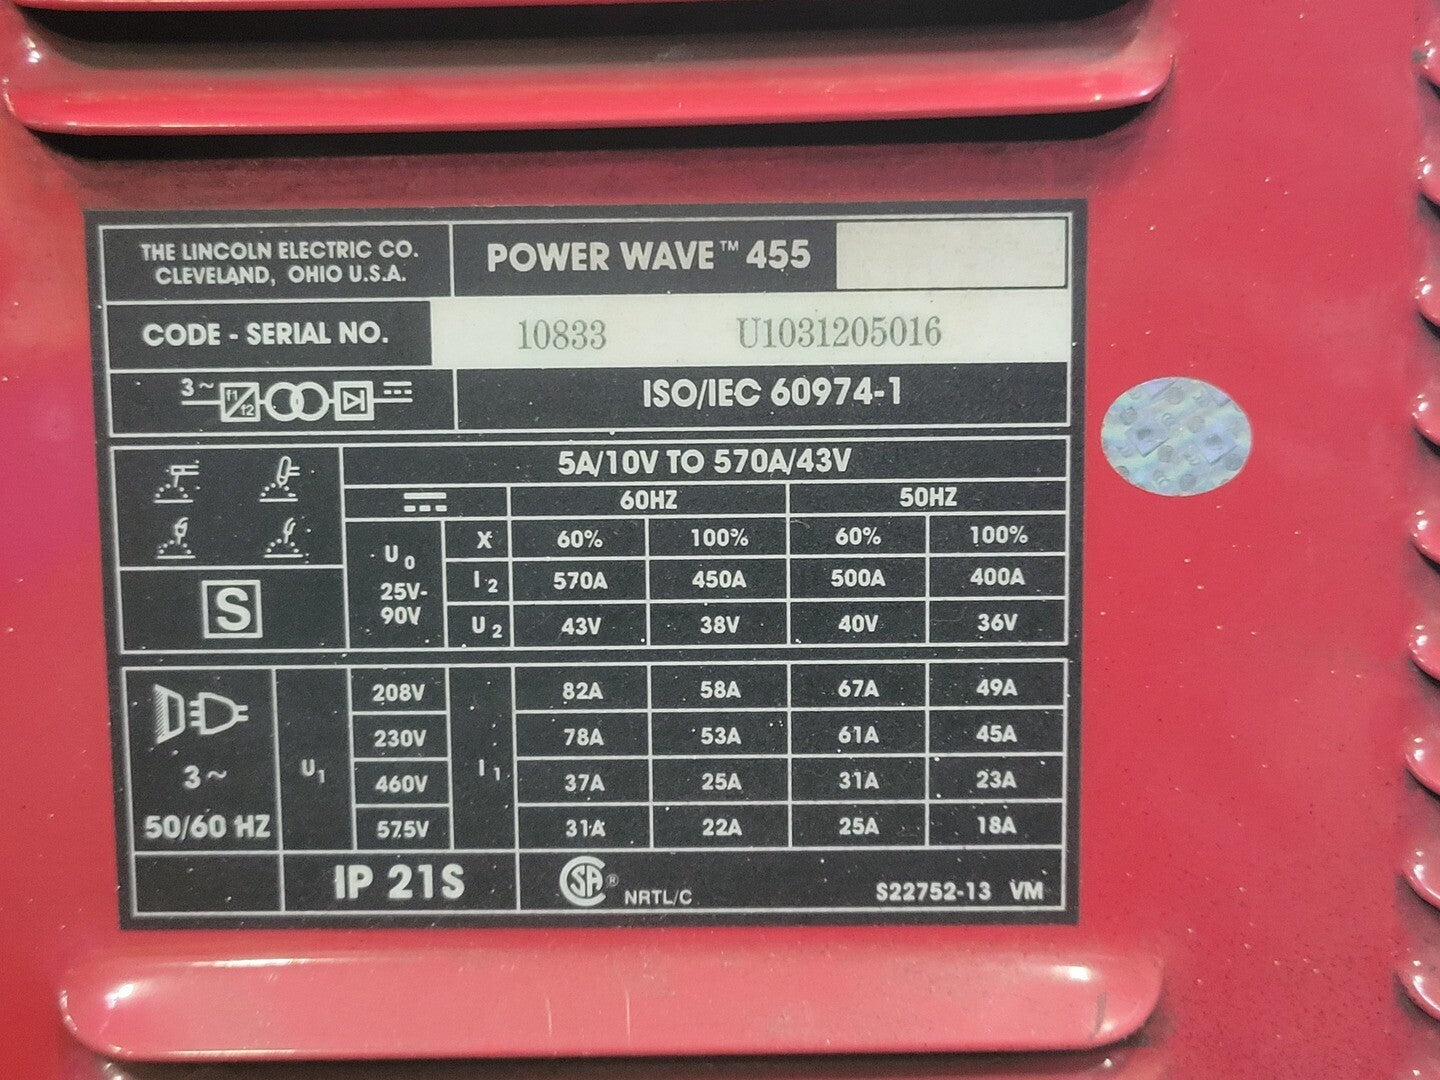 THE LINCOLN ELECTRIC CO.
CLEVELAND, OHIO U.S.A.
POWER WAVE™ 455
CODE - SERIAL NO.
10833 U1031205016
3~ f1 f2
ISO/IEC 60974-1
5A/10V TO 570A/43V
60HZ 50HZ
U0 25V-90V
X 60% 100% 60% 100%
I2 570A 450A 500A 400A
U2 43V 38V 40V 36V
S
3~
50/60 HZ
U1 I1
208V 82A 58A 67A 49A
230V 78A 53A 61A 45A
460V 37A 25A 31A 23A
575V 31A 22A 25A 18A
IP 21S
CSA® NRTL/C
S22752-13 VM